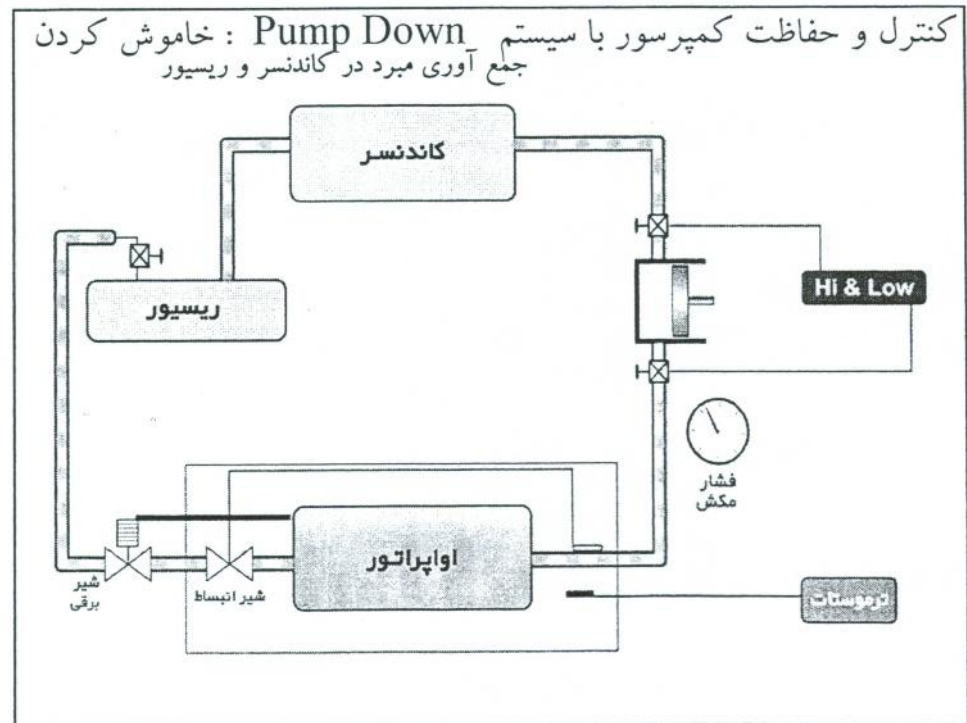 کنترل و حفاظت کمپرسور با سیستم Pump Down : خاموش کردن
جمع آوری مبرد در کاندنسر و ریسیور
کاندنسر
ریسیور
Hi & Low
فشار
مکش
اواپراتور
شیر
برقی
شیر انبساط
ترموستات